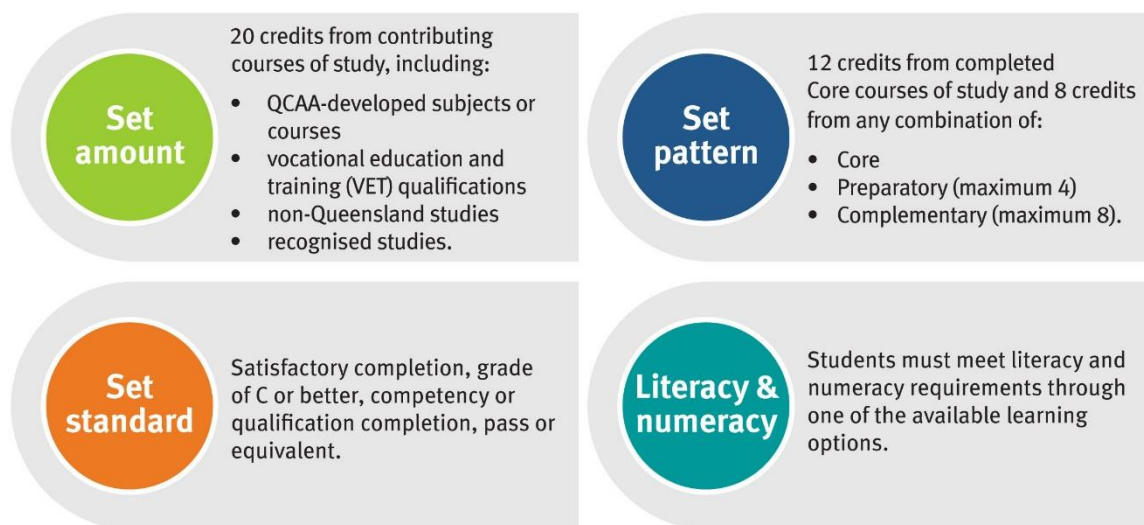 Set
amount
20 credits from contributing
courses of study, including:
• QCAA-developed subjects or
courses
• vocational education and
training (VET) qualifications
• non-Queensland studies
• recognised studies.
Set
pattern
12 credits from completed
Core courses of study and 8 credits
from any combination of:
• Core
• Preparatory (maximum 4)
• Complementary (maximum 8).
Set
standard
Satisfactory completion, grade
of C or better, competency or
qualification completion, pass or
equivalent.
Literacy &
numeracy
Students must meet literacy and
numeracy requirements through
one of the available learning
options.